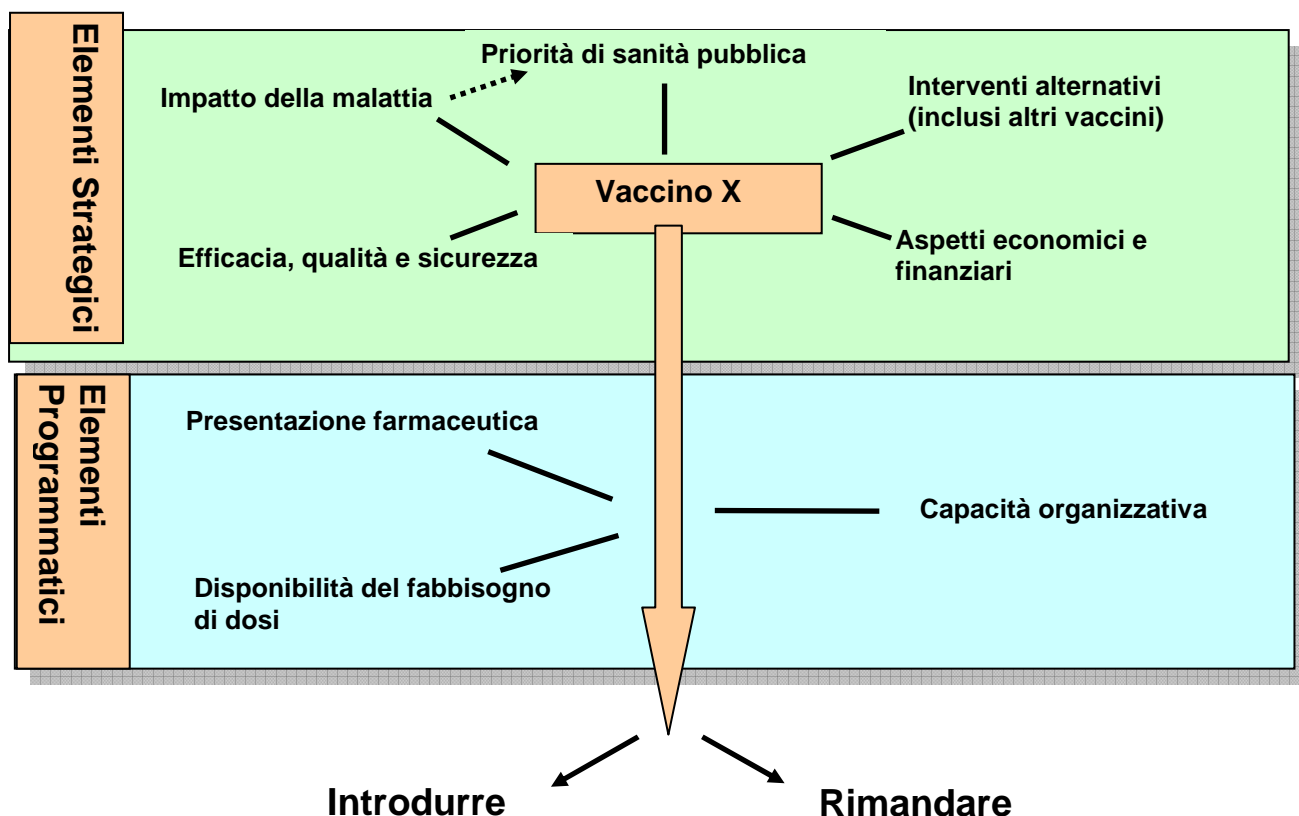 Elementi Strategici
Priorità di sanità pubblica
Impatto della malattia
Interventi alternativi
(inclusi altri vaccini)
Vaccino X
Efficacia, qualità e sicurezza
Aspetti economici e
finanziari
Elementi
Programmatici
Presentazione farmaceutica
Capacità organizzativa
Disponibilità del fabbisogno
di dosi
Introdurre
Rimandare